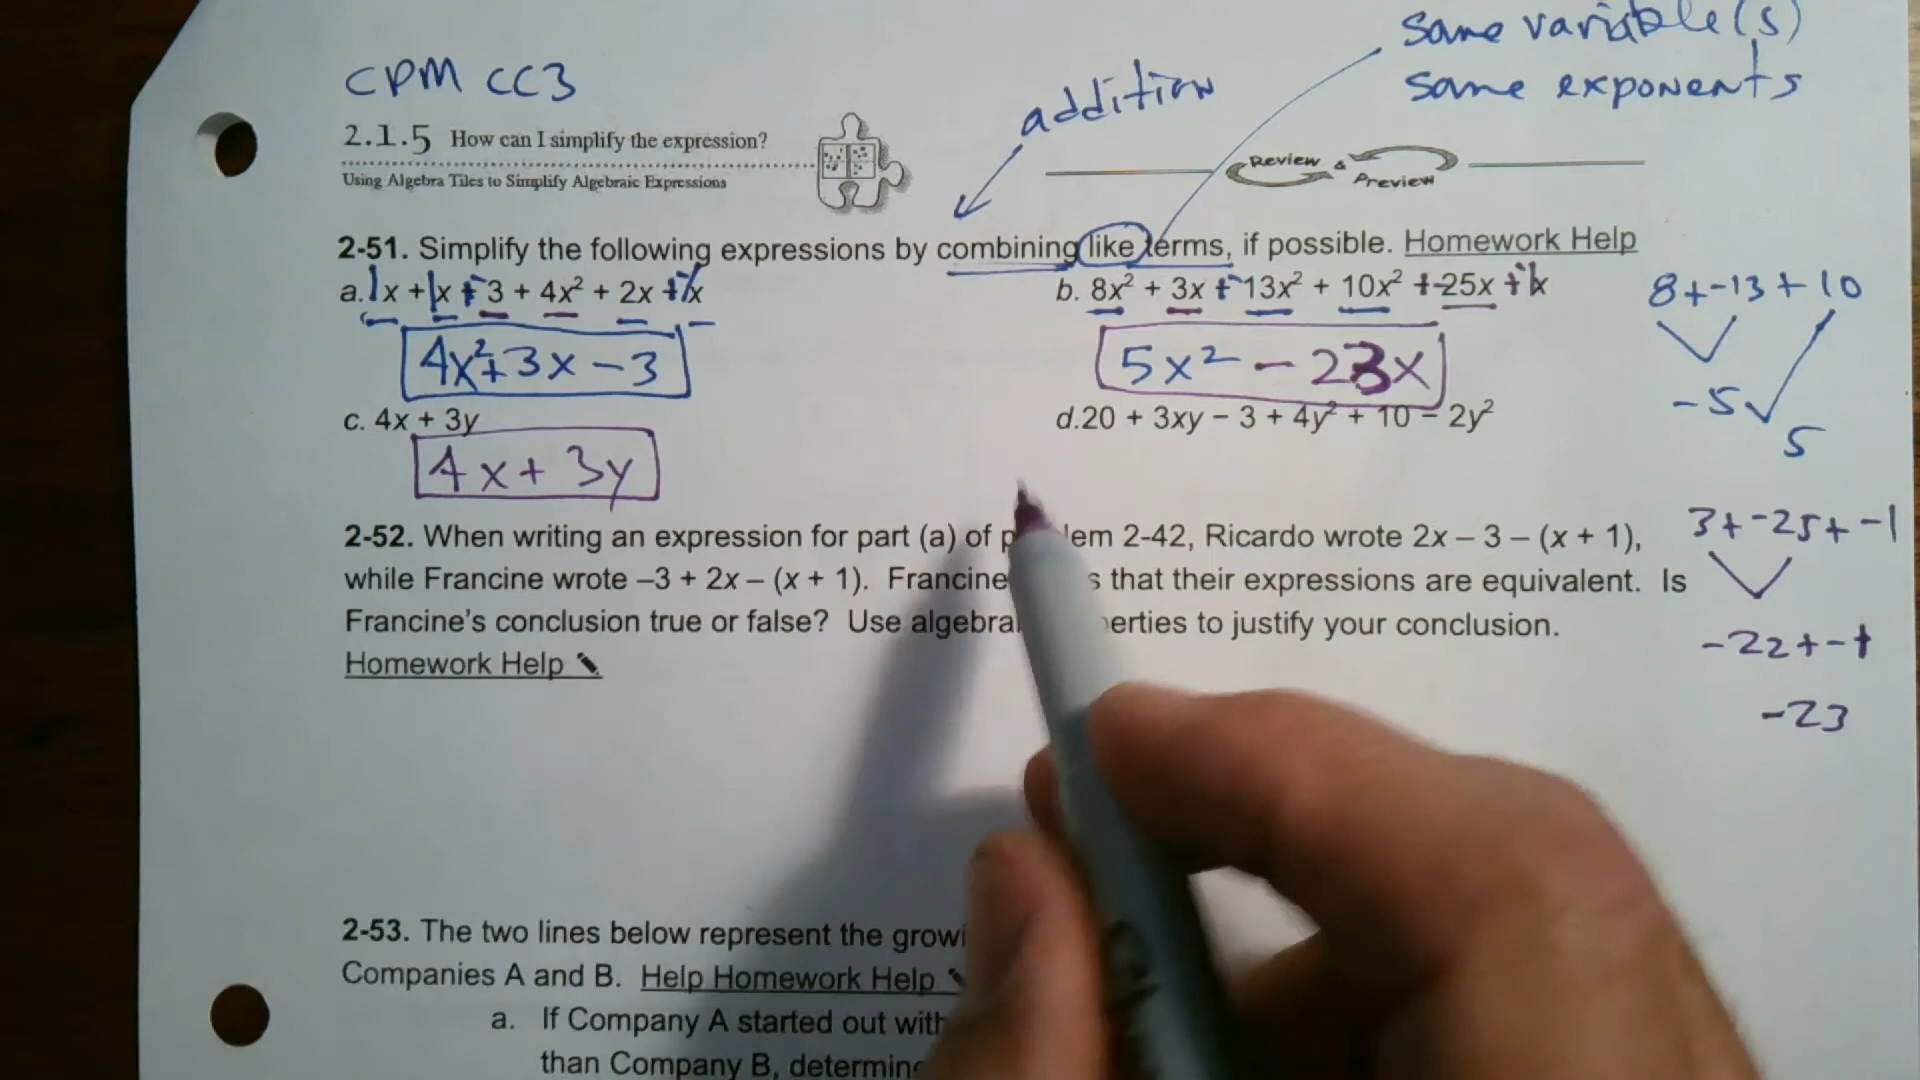 same variable(s)
same exponents
CPM CC3
addition
2.1.5 How can I simplify the expression?
Using Algebra Tiles to Simplify Algebraic Expressions
Review & Preview
2-51. Simplify the following expressions by combining like terms, if possible. Homework Help
a. 1x + 1x + -3 + 4x² + 2x + -1x
b. 8x² + 3x + -13x² + 10x² + -25x + -1x
4x² + 3x - 3
5x² - 23x
8 + -13 + 10
-5
5
c. 4x + 3y
d.20 + 3xy – 3 + 4y² + 10 – 2y²
4x + 3y
3 + -25 + -1
-22 + -1
-23
2-52. When writing an expression for part (a) of 2-42, Ricardo wrote 2x – 3 – (x + 1),
while Francine wrote –3 + 2x – (x + 1). Francine that their expressions are equivalent. Is
Francine's conclusion true or false? Use to justify your conclusion.
Homework Help
2-53. The two lines below represent the
Companies A and B. Help Homework Help
a. If Company A started out
than Company B,